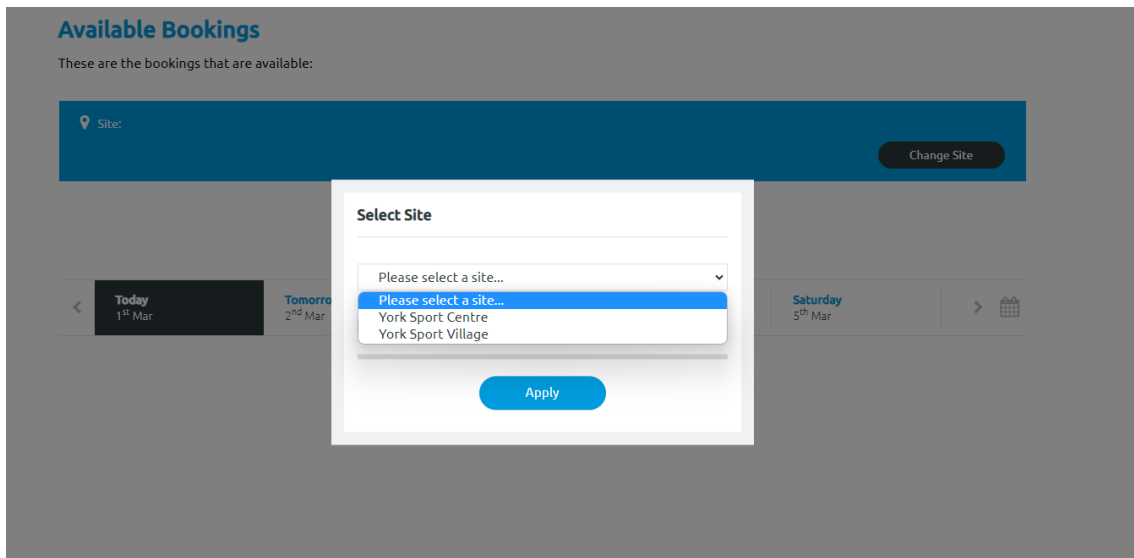 Available Bookings
These are the bookings that are available:
Site:
Change Site
Select Site
Please select a site...
Please select a site...
York Sport Centre
York Sport Village
Today
1st Mar
2nd Mar
Saturday
5th Mar
Apply